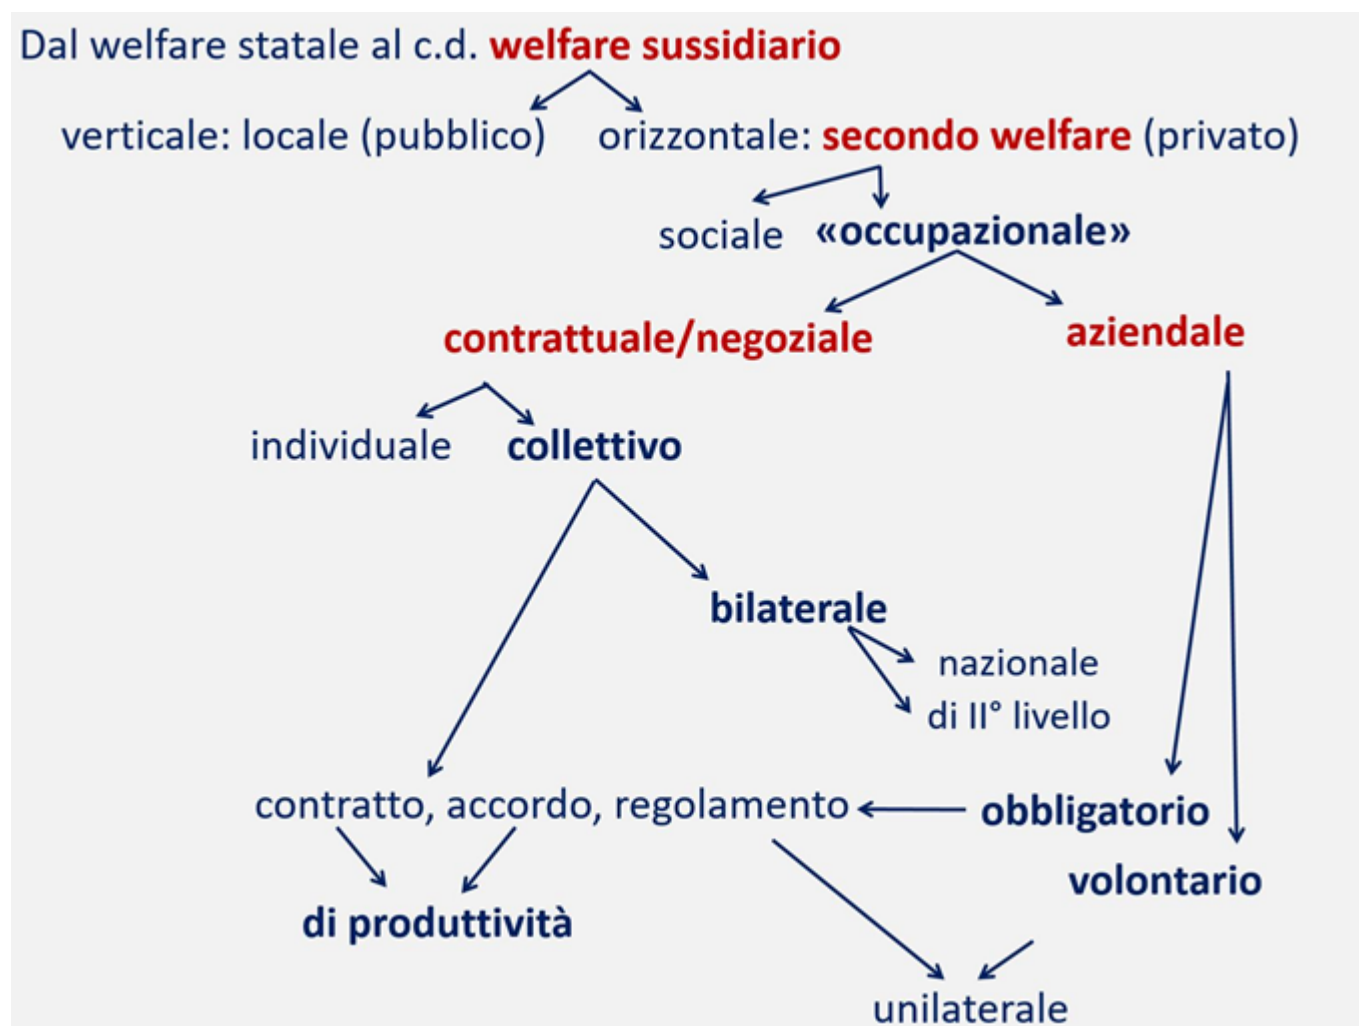 Dal welfare statale al c.d. welfare sussidiario
verticale: locale (pubblico) orizzontale: secondo welfare (privato)
sociale «occupazionale»
contrattuale/negoziale aziendale
individuale collettivo
bilaterale
nazionale
di II° livello
contratto, accordo, regolamento obbligatorio
volontario
di produttività
unilaterale